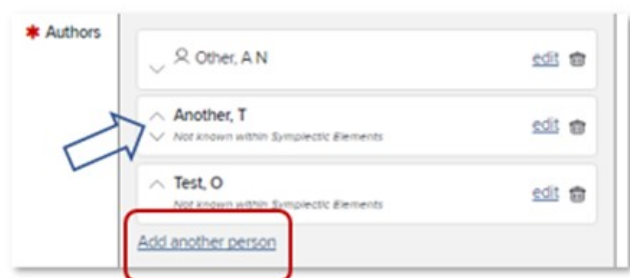 * Authors
Other, A N
edit
Another, T
edit
Not known within Symplectic Elements
Test, O
edit
Not known within Symplectic Elements
Add another person